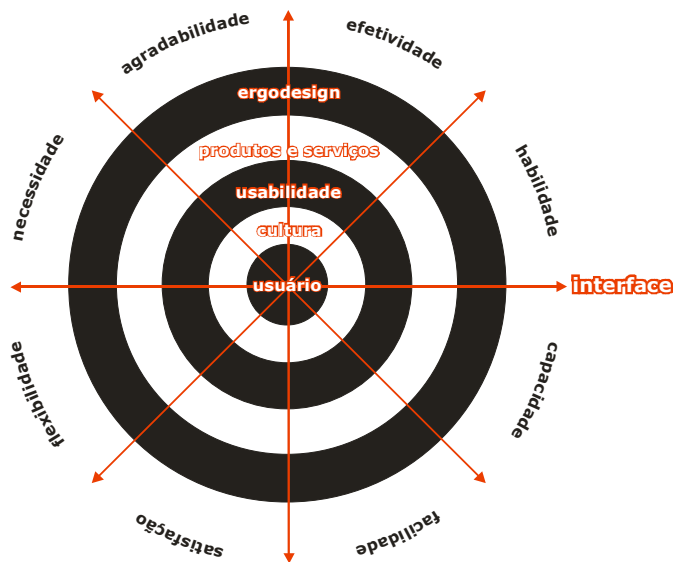 agradabilidade
efetividade
ergodesign
necessidade
produtos e serviços
habilidade
usabilidade
cultura
usuário
interface
flexibilidade
capacidade
satisfação
facilidade